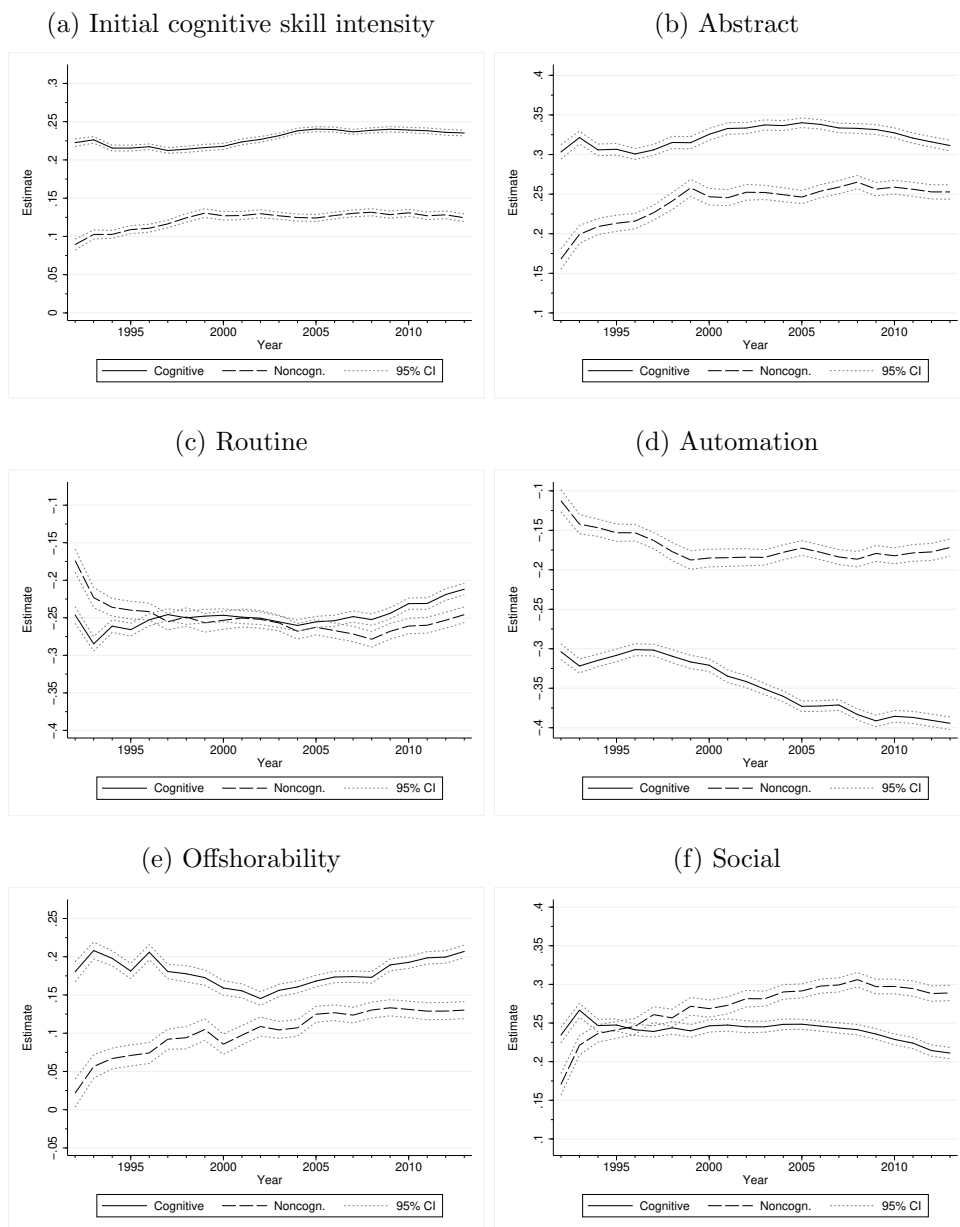 (a) Initial cognitive skill intensity
.3
.25
.2
.15
.1
.05
0
Estimate
1995 2000 2005 2010
Year
Cognitive Noncogn. 95% CI
(b) Abstract
.4
.35
.3
.25
.2
.15
.1
Estimate
1995 2000 2005 2010
Year
Cognitive Noncogn. 95% CI
(c) Routine
-.1
-.15
-.2
-.25
-.3
-.35
-.4
Estimate
1995 2000 2005 2010
Year
Cognitive Noncogn. 95% CI
(d) Automation
-.1
-.15
-.2
-.25
-.3
-.35
-.4
Estimate
1995 2000 2005 2010
Year
Cognitive Noncogn. 95% CI
(e) Offshorability
.25
.2
.15
.1
.05
0
-.05
Estimate
1995 2000 2005 2010
Year
Cognitive Noncogn. 95% CI
(f) Social
.4
.35
.3
.25
.2
.15
.1
Estimate
1995 2000 2005 2010
Year
Cognitive Noncogn. 95% CI